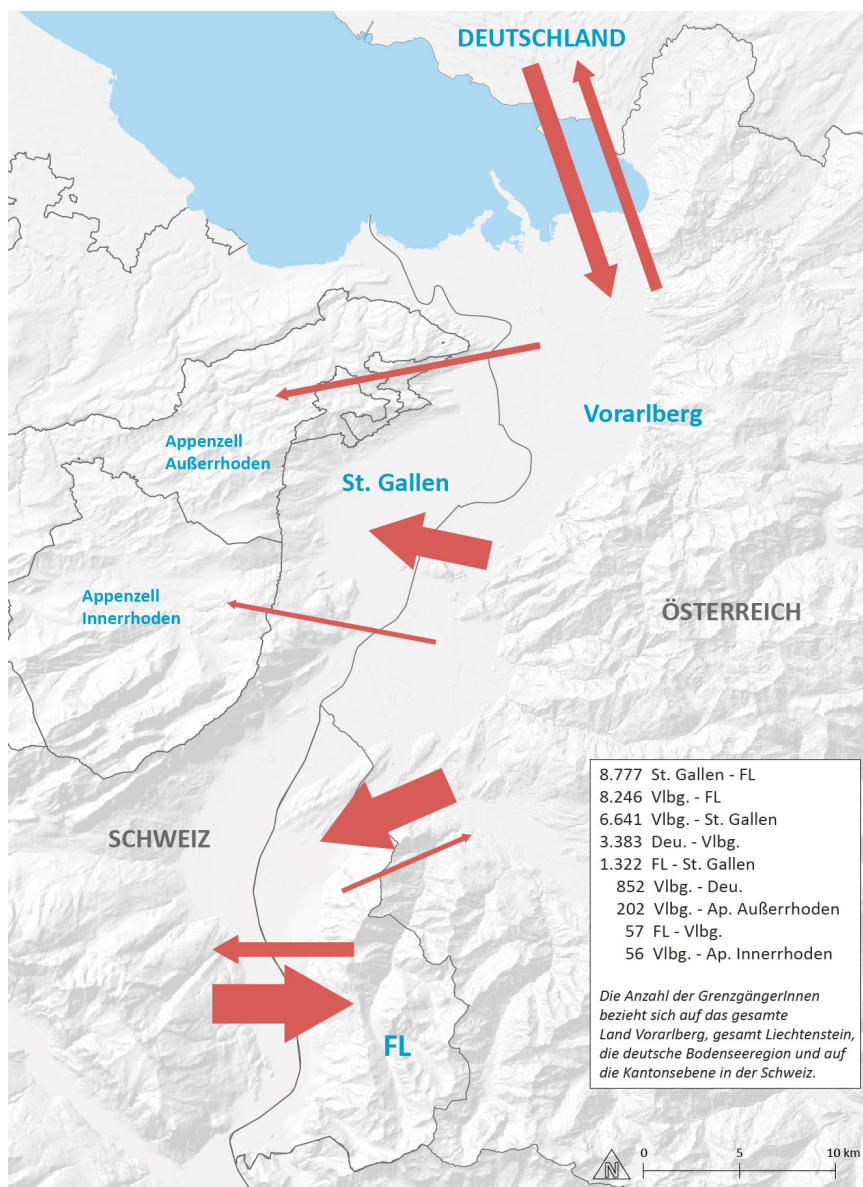 DEUTSCHLAND
Vorarlberg
Appenzell
Außerrhoden
St. Gallen
Appenzell
Innerrhoden
ÖSTERREICH
SCHWEIZ
8.777 St. Gallen - FL
8.246 Vlbg. - FL
6.641 Vlbg. - St. Gallen
3.383 Deu. - Vlbg.
1.322 FL - St. Gallen
852 Vlbg. - Deu.
202 Vlbg. - Ap. Außerrhoden
57 FL - Vlbg.
56 Vlbg. - Ap. Innerrhoden
Die Anzahl der GrenzgängerInnen
bezieht sich auf das gesamte
Land Vorarlberg, gesamt Liechtenstein,
die deutsche Bodenseeregion und auf
die Kantonsebene in der Schweiz.
FL
N
0 5 10 km